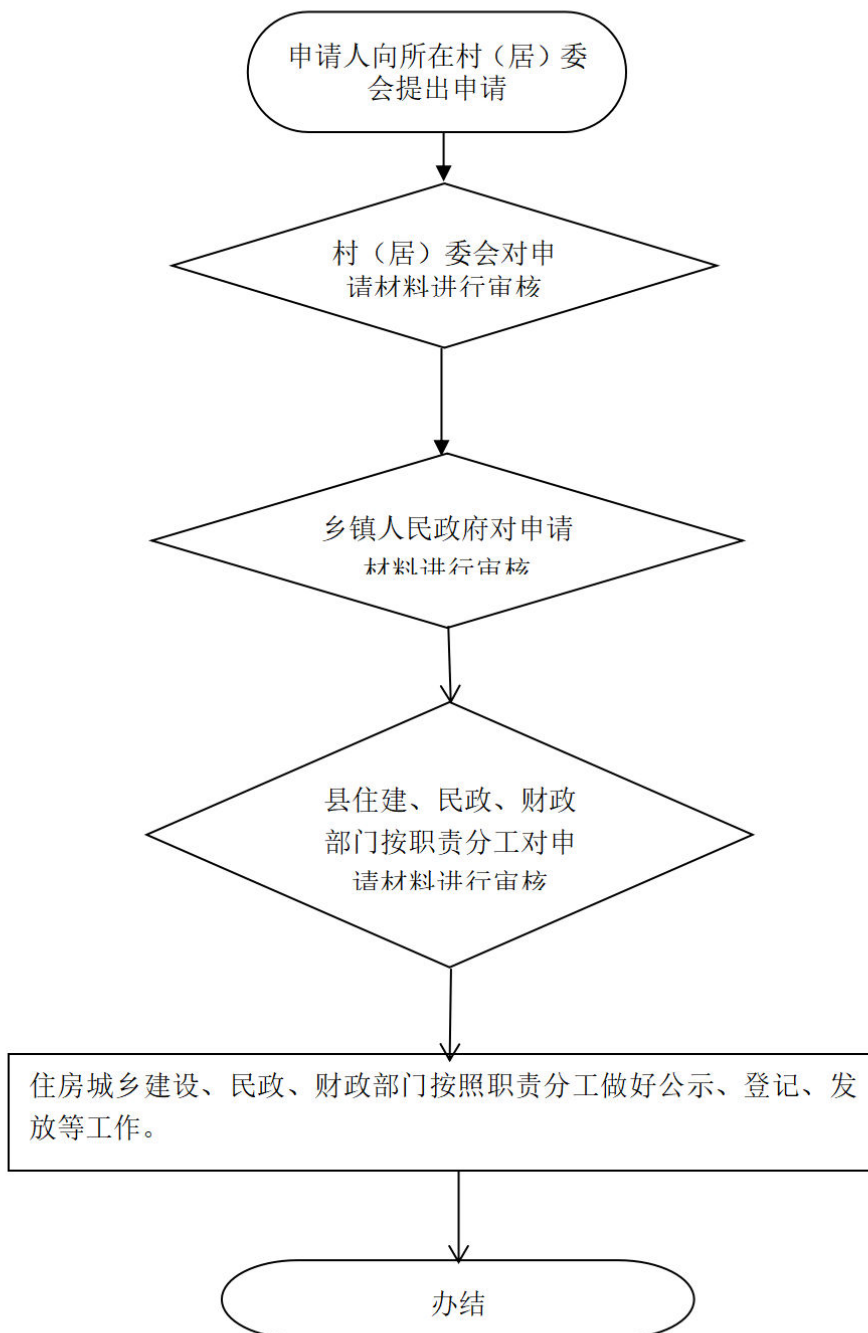 申请人向所在村（居）委
会提出申请
村（居）委会对申
请材料进行审核
乡镇人民政府对申请
材料进行审核
县住建、民政、财政
部门按职责分工对申
请材料进行审核
住房城乡建设、民政、财政部门按照职责分工做好公示、登记、发
放等工作。
办结